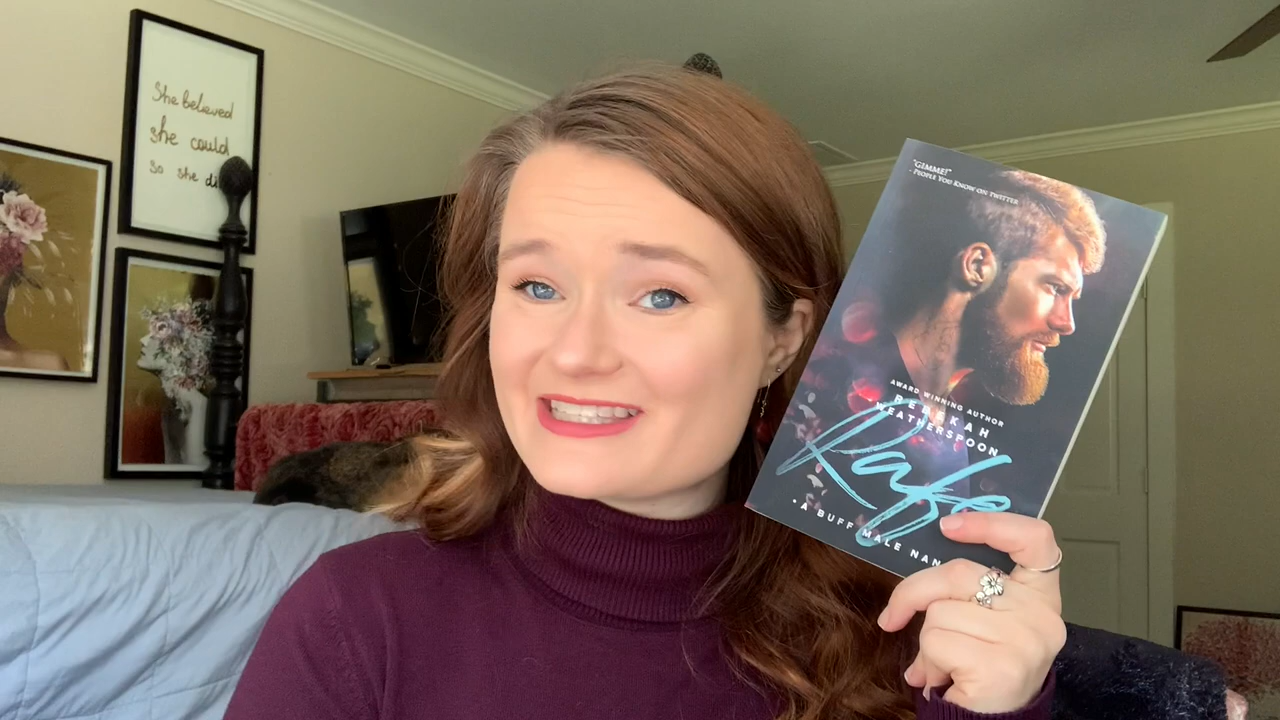 She believed
she could
so she di
"GIMME!"
- PEOPLE YOU KNOW ON TWITTER
AWARD WINNING AUTHOR
REBEKAH
WEATHERSPOON
Rafe
• A BUFF MALE NAN